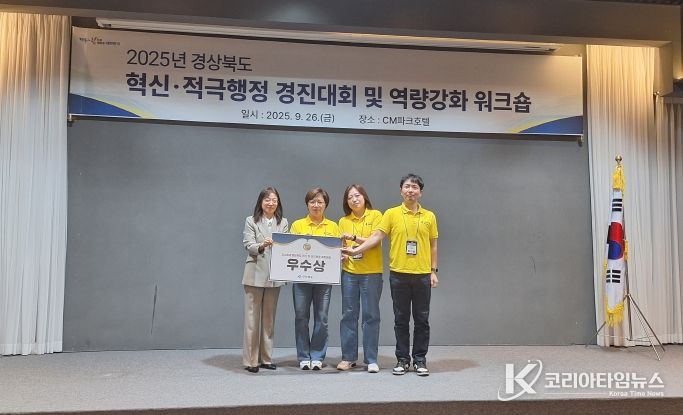 2025년 경상북도
혁신·적극행정 경진대회 및 역량강화 워크숍
일시 : 2025. 9. 26.(금) 장소 : CM파크호텔
우수상
코리아타임뉴스
Korea Time News